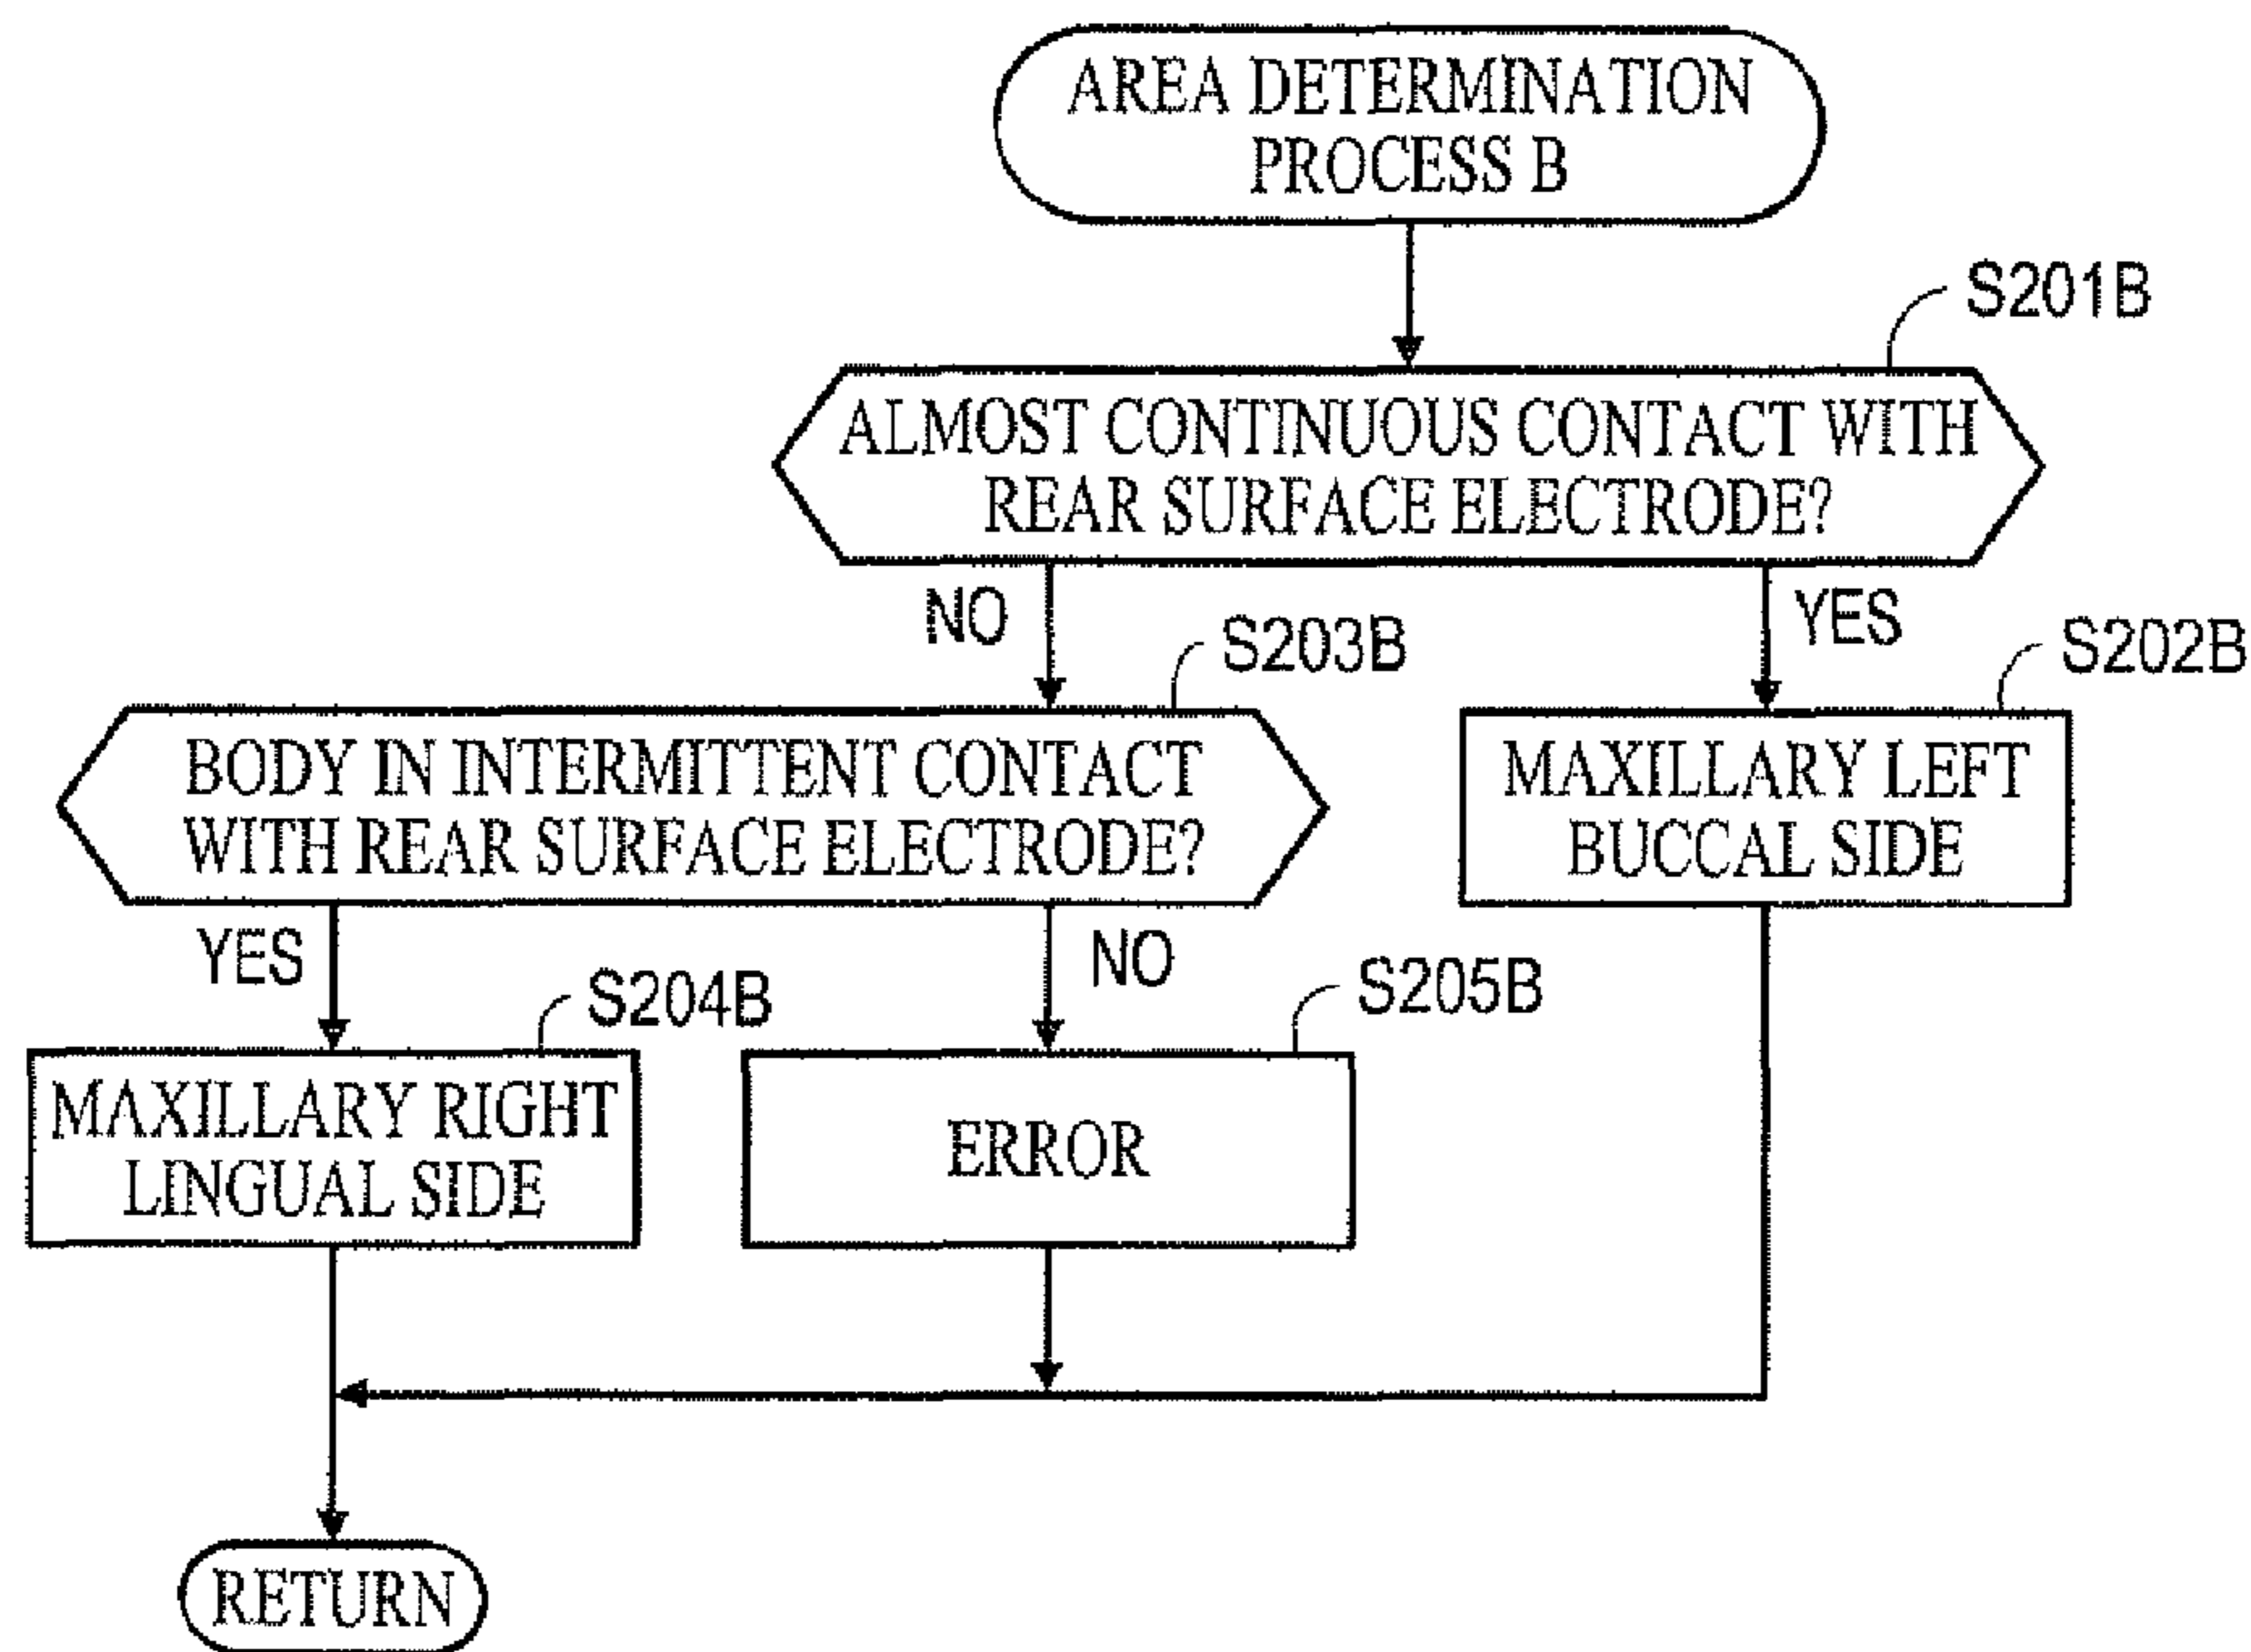 AREA DETERMINATION
PROCESS B
S201B
ALMOST CONTINUOUS CONTACT WITH
REAR SURFACE ELECTRODE?
NO
YES
S203B
S202B
BODY IN INTERMITTENT CONTACT
WITH REAR SURFACE ELECTRODE?
MAXILLARY LEFT
BUCCAL SIDE
YES
NO
S204B
S205B
MAXILLARY RIGHT
LINGUAL SIDE
ERROR
RETURN